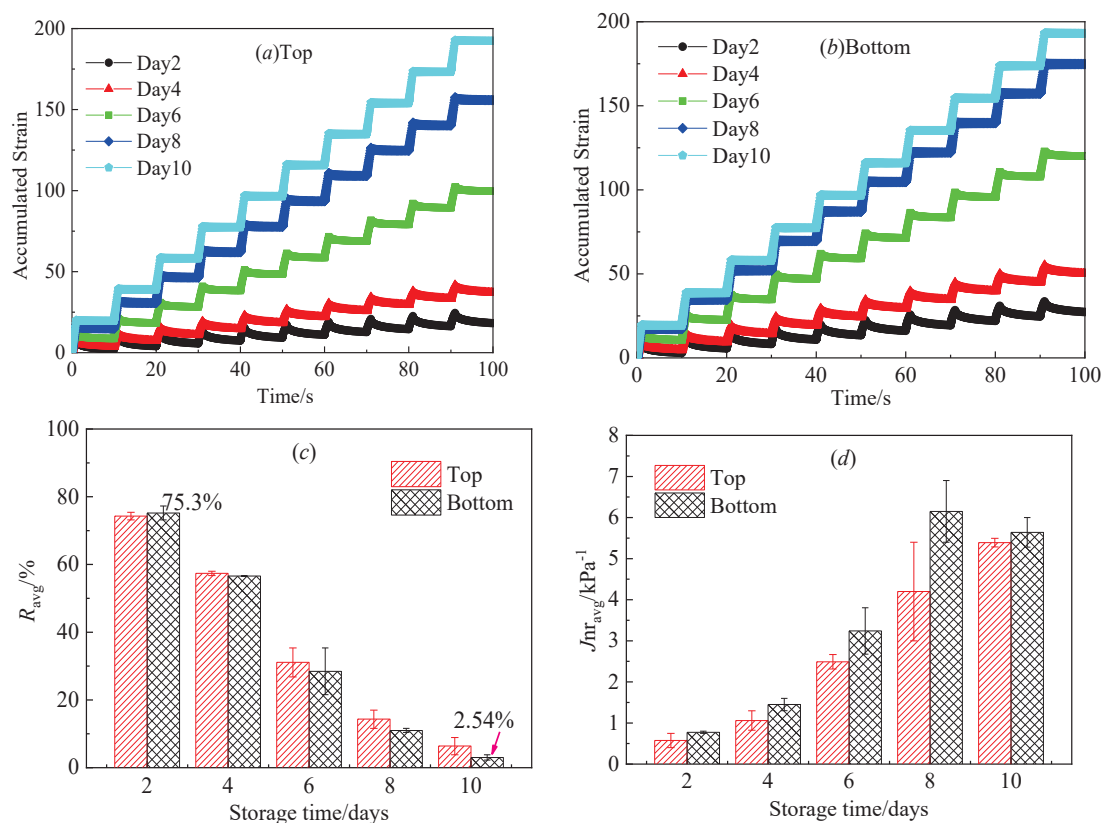 (a)Top
Day2
Day4
Day6
Day8
Day10
Accumulated Strain
200
150
100
50
0
0 20 40 60 80 100
Time/s
(b)Bottom
Day2
Day4
Day6
Day8
Day10
Accumulated Strain
200
150
100
50
0
0 20 40 60 80 100
Time/s
(c)
Top
Bottom
75.3%
2.54%
Ravg/%
100
80
60
40
20
0
2 4 6 8 10
Storage time/days
(d)
Top
Bottom
Jnravg/kPa-1
8
7
6
5
4
3
2
1
0
2 4 6 8 10
Storage time/days